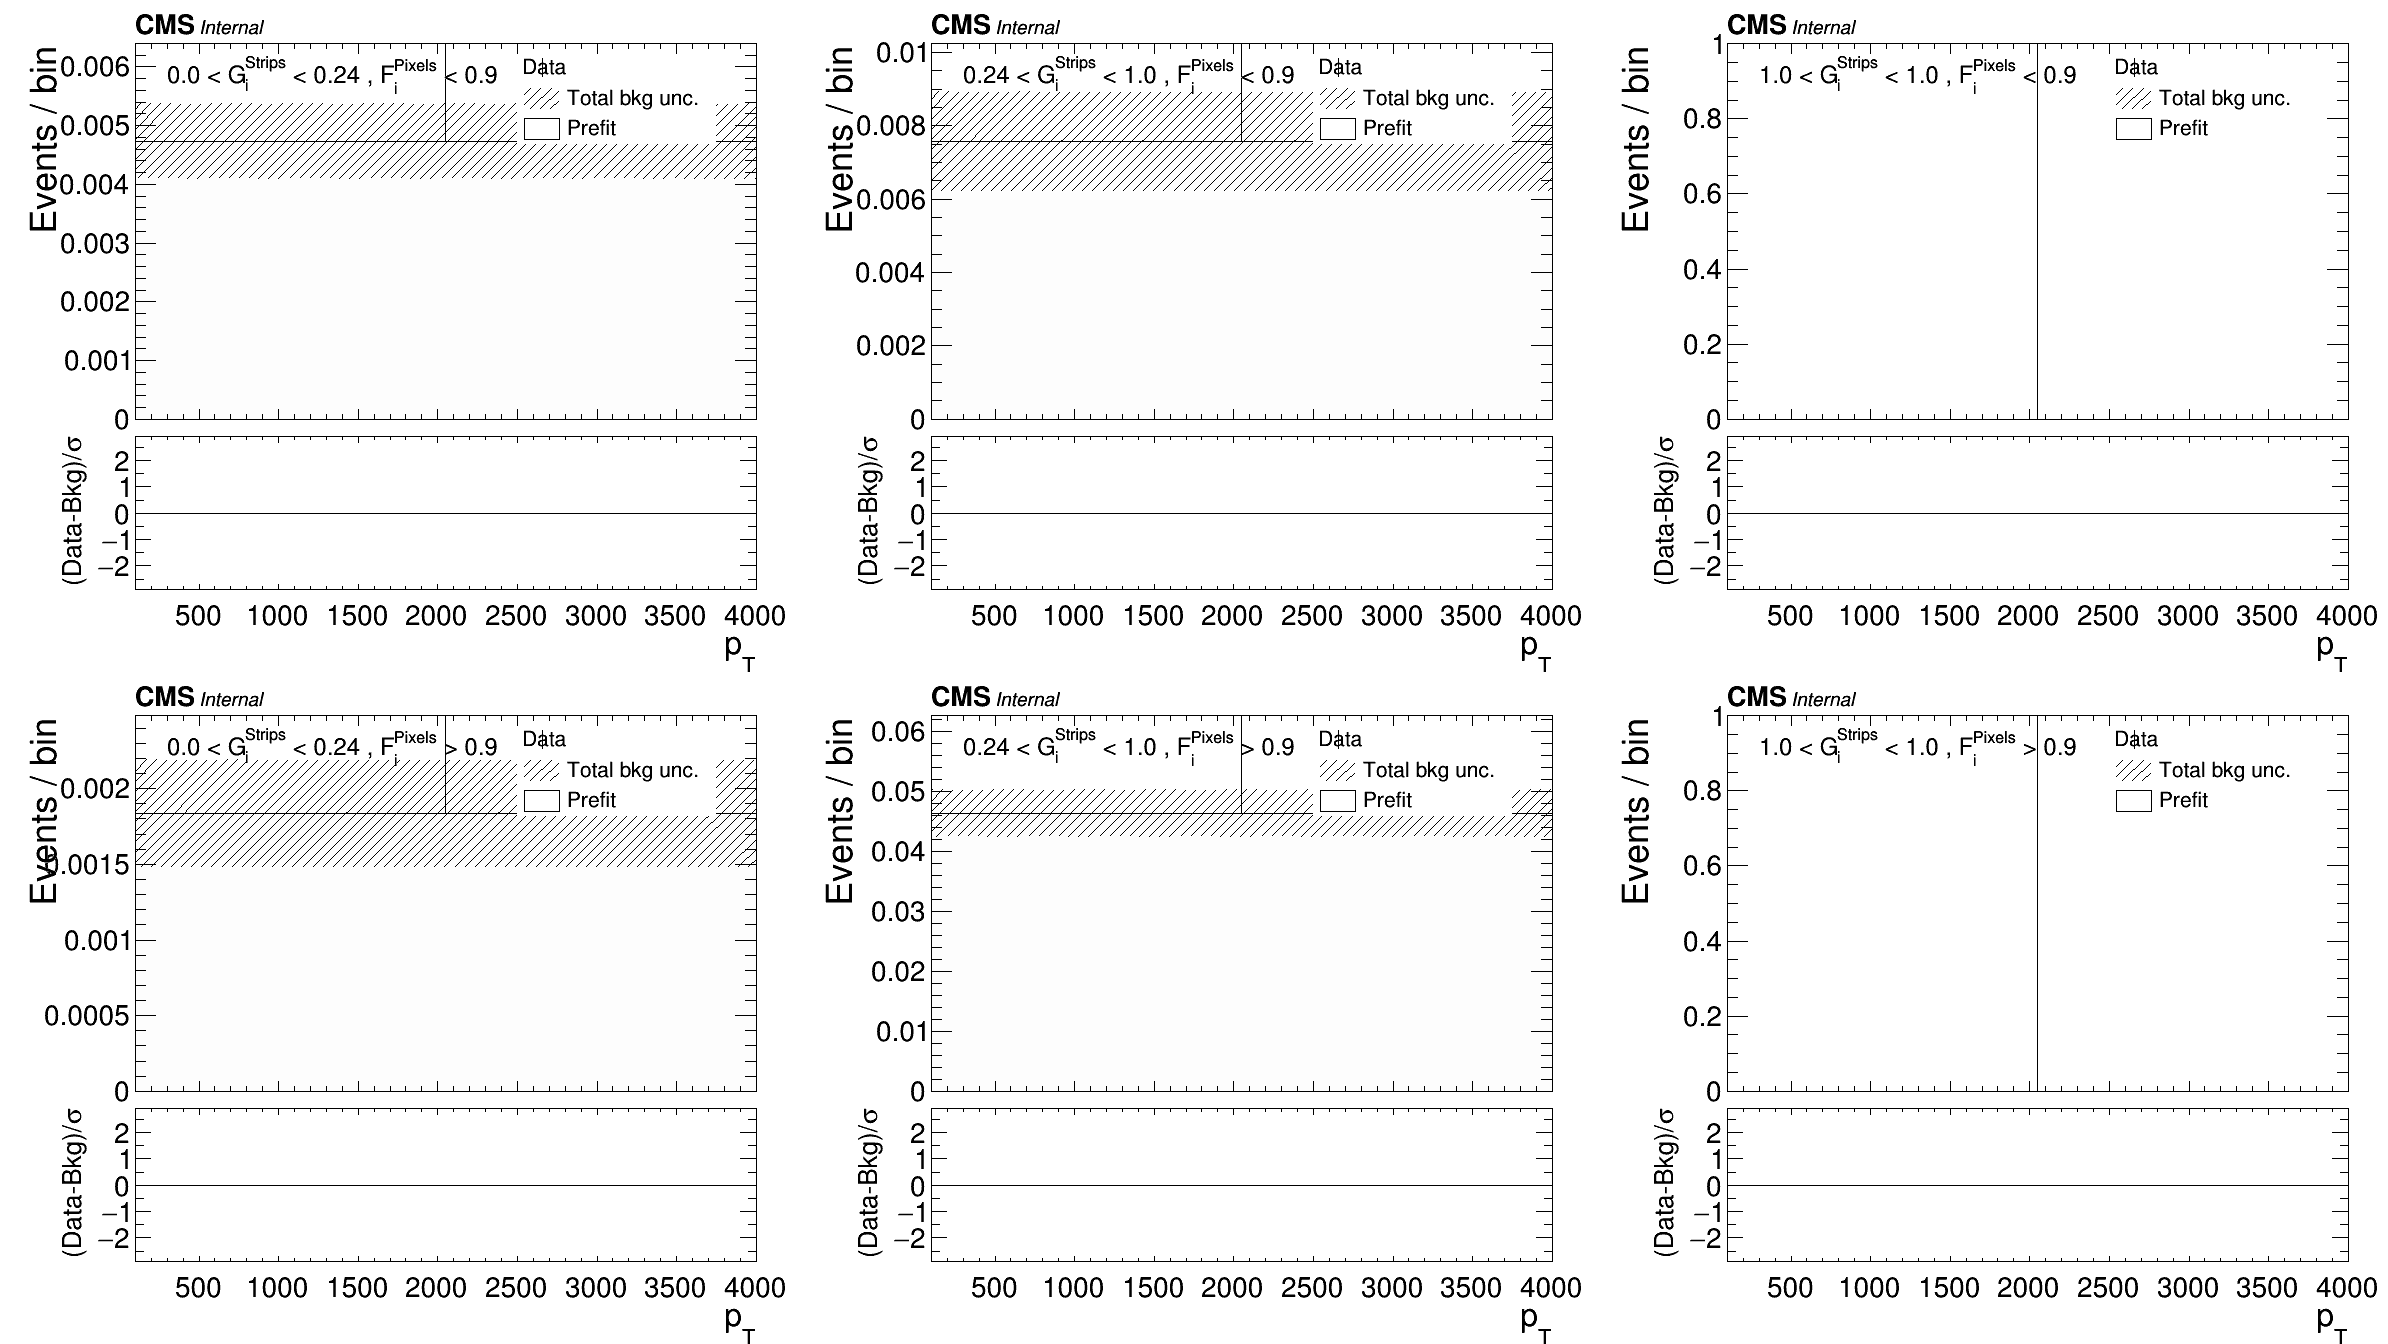 CMS Internal
Events / bin
0.0 < G_i^Strips < 0.24 , F_i^Pixels < 0.9
Data
Total bkg unc.
Prefit
0.006
0.005
0.004
0.003
0.002
0.001
0
(Data-Bkg)/σ
2
1
0
−1
−2
500 1000 1500 2000 2500 3000 3500 4000
p_T
CMS Internal
Events / bin
0.24 < G_i^Strips < 1.0 , F_i^Pixels < 0.9
Data
Total bkg unc.
Prefit
0.01
0.008
0.006
0.004
0.002
0
(Data-Bkg)/σ
2
1
0
−1
−2
500 1000 1500 2000 2500 3000 3500 4000
p_T
CMS Internal
Events / bin
1.0 < G_i^Strips < 1.0 , F_i^Pixels < 0.9
Data
Total bkg unc.
Prefit
1
0.8
0.6
0.4
0.2
0
(Data-Bkg)/σ
2
1
0
−1
−2
500 1000 1500 2000 2500 3000 3500 4000
p_T
CMS Internal
Events / bin
0.0 < G_i^Strips < 0.24 , F_i^Pixels > 0.9
Data
Total bkg unc.
Prefit
0.002
0.0015
0.001
0.0005
0
(Data-Bkg)/σ
2
1
0
−1
−2
500 1000 1500 2000 2500 3000 3500 4000
p_T
CMS Internal
Events / bin
0.24 < G_i^Strips < 1.0 , F_i^Pixels > 0.9
Data
Total bkg unc.
Prefit
0.06
0.05
0.04
0.03
0.02
0.01
0
(Data-Bkg)/σ
2
1
0
−1
−2
500 1000 1500 2000 2500 3000 3500 4000
p_T
CMS Internal
Events / bin
1.0 < G_i^Strips < 1.0 , F_i^Pixels > 0.9
Data
Total bkg unc.
Prefit
1
0.8
0.6
0.4
0.2
0
(Data-Bkg)/σ
2
1
0
−1
−2
500 1000 1500 2000 2500 3000 3500 4000
p_T